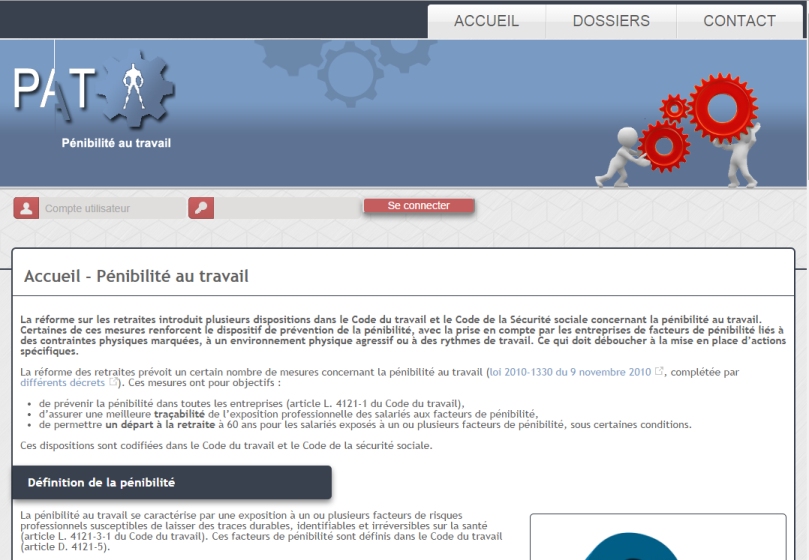 ACCUEIL DOSSIERS CONTACT
PAT
Pénibilité au travail
Compte utilisateur Se connecter
Accueil - Pénibilité au travail
La réforme sur les retraites introduit plusieurs dispositions dans le Code du travail et le Code de la Sécurité sociale concernant la pénibilité au travail.
Certaines de ces mesures renforcent le dispositif de prévention de la pénibilité, avec la prise en compte par les entreprises de facteurs de pénibilité liés à
des contraintes physiques marquées, à un environnement physique agressif ou à des rythmes de travail. Ce qui doit déboucher à la mise en place d'actions
spécifiques.
La réforme des retraites prévoit un certain nombre de mesures concernant la pénibilité au travail (loi 2010-1330 du 9 novembre 2010, complétée par
différents décrets). Ces mesures ont pour objectifs :
• de prévenir la pénibilité dans toutes les entreprises (article L. 4121-1 du Code du travail),
• d'assurer une meilleure traçabilité de l'exposition professionnelle des salariés aux facteurs de pénibilité,
• de permettre un départ à la retraite à 60 ans pour les salariés exposés à un ou plusieurs facteurs de pénibilité, sous certaines conditions.
Ces dispositions sont codifiées dans le Code du travail et le Code de la sécurité sociale.
Définition de la pénibilité
La pénibilité au travail se caractérise par une exposition à un ou plusieurs facteurs de risques
professionnels susceptibles de laisser des traces durables, identifiables et irréversibles sur la santé
(article L. 4121-3-1 du Code du travail). Ces facteurs de pénibilité sont définis dans le Code du travail
(article D. 4121-5).